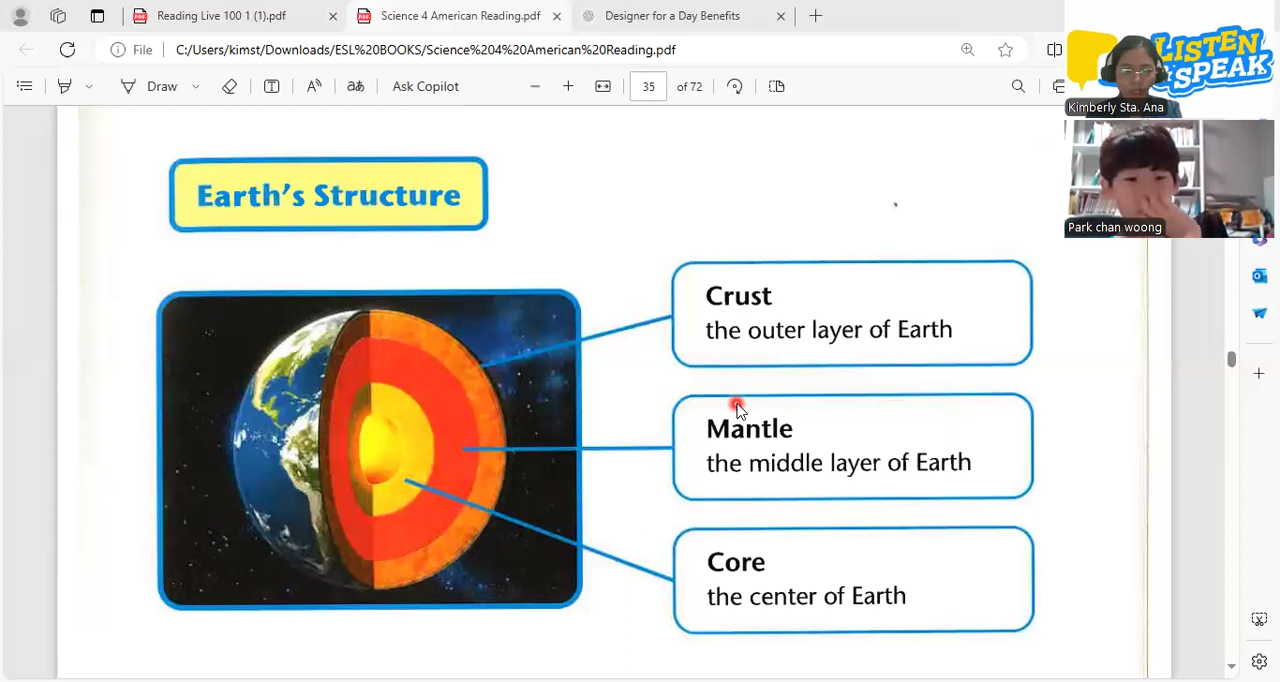 Reading Live 100 1 (1).pdf
Science 4 American Reading.pdf
Designer for a Day Benefits
File
C:/Users/kimst/Downloads/ESL%20BOOKS/Science%204%20American%20Reading.pdf
Draw
Ask Copilot
35
of 72
LISTEN
SPEAK
Kimberly Sta. Ana
Park chan woong
Earth's Structure
Crust
the outer layer of Earth
Mantle
the middle layer of Earth
Core
the center of Earth